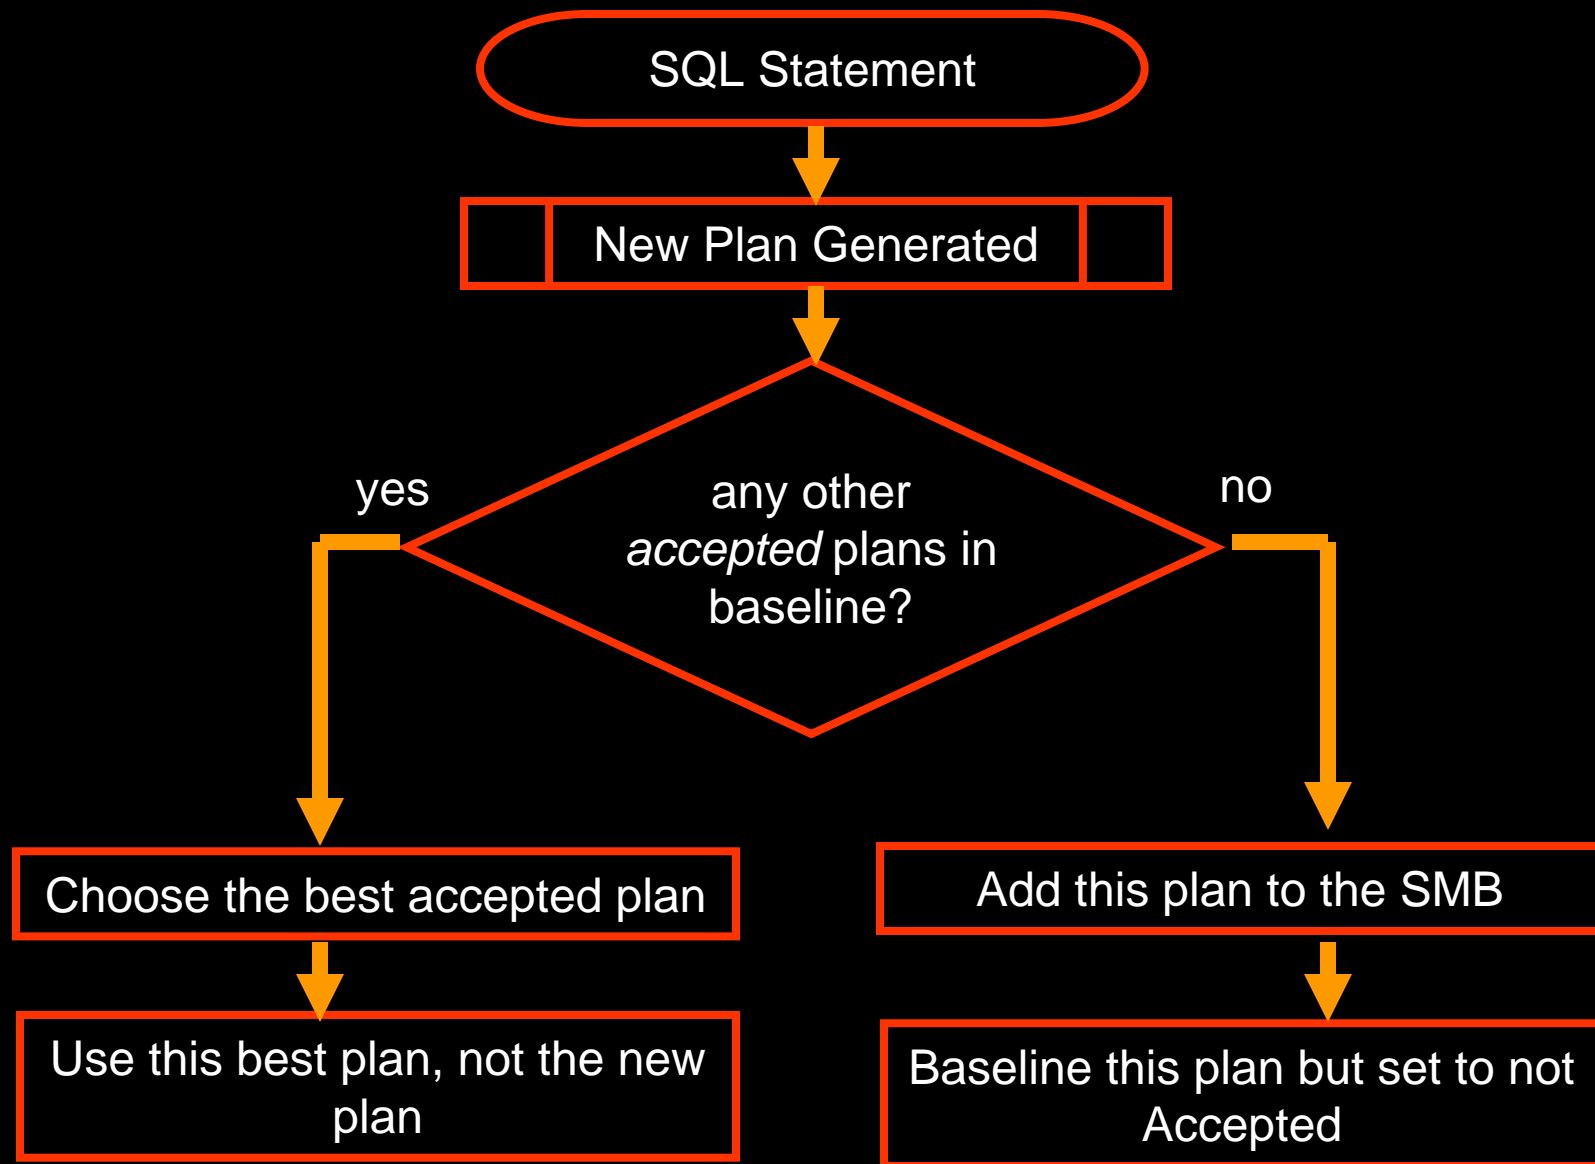 SQL Statement
New Plan Generated
yes
any other
accepted plans in
baseline?
no
Choose the best accepted plan
Add this plan to the SMB
Use this best plan, not the new
plan
Baseline this plan but set to not
Accepted